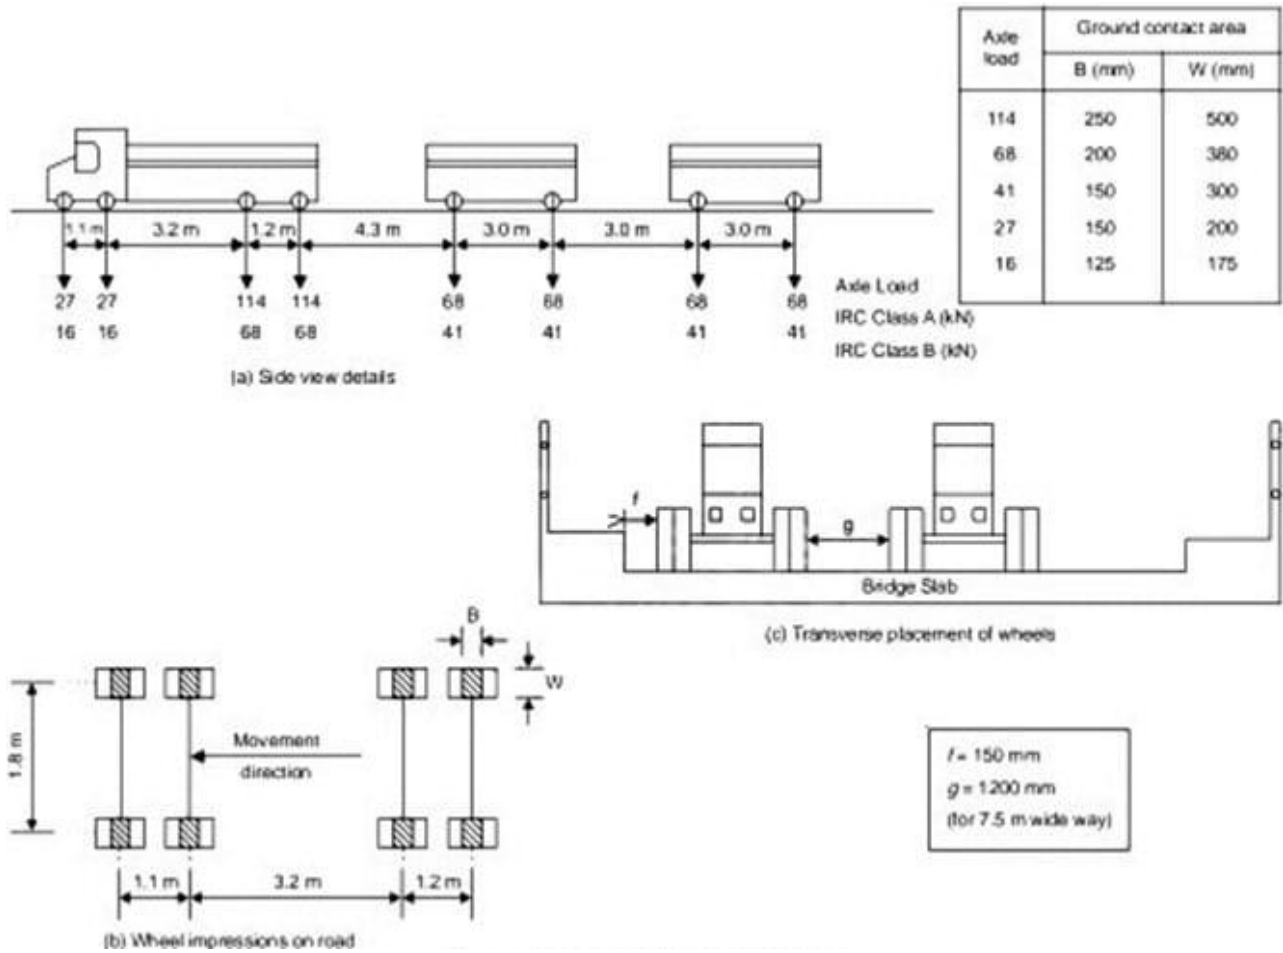 Axle load
Ground contact area
B (mm) W (mm)
114 250 500
68 200 380
41 150 300
27 150 200
16 125 175
1.1 m 3.2 m 1.2 m 4.3 m 3.0 m 3.0 m 3.0 m
27 27 114 114 68 68 68 68
Axle Load
16 16 68 68 41 41 41 41
IRC Class A (kN)
IRC Class B (kN)
(a) Side view details
f
g
Bridge Slab
(c) Transverse placement of wheels
B
W
1.8 m
Movement
direction
1.1 m 3.2 m 1.2 m
(b) Wheel impressions on road
f = 150 mm
g = 1200 mm
(for 7.5 m wide way)